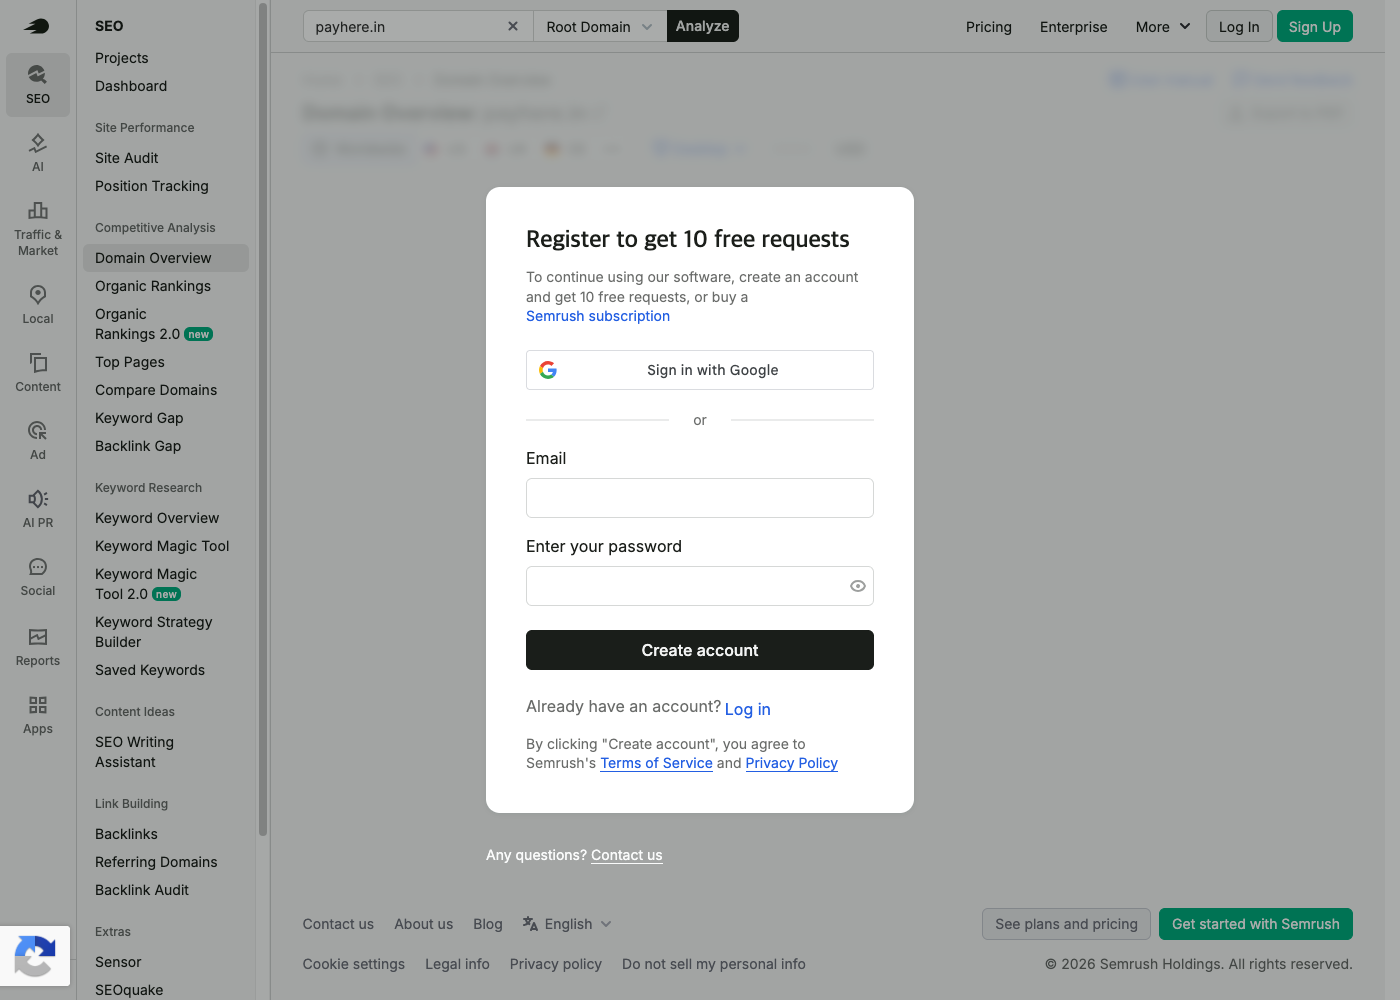 SEO
AI
Traffic &
Market
Local
Content
Ad
AI PR
Social
Reports
Apps
SEO
Projects
Dashboard
Site Performance
Site Audit
Position Tracking
Competitive Analysis
Domain Overview
Organic Rankings
Organic
Rankings 2.0 new
Top Pages
Compare Domains
Keyword Gap
Backlink Gap
Keyword Research
Keyword Overview
Keyword Magic Tool
Keyword Magic
Tool 2.0 new
Keyword Strategy
Builder
Saved Keywords
Content Ideas
SEO Writing
Assistant
Link Building
Backlinks
Referring Domains
Backlink Audit
Extras
Sensor
SEOquake
payhere.in Root Domain Analyze
Pricing Enterprise More Log In Sign Up
Register to get 10 free requests
To continue using our software, create an account
and get 10 free requests, or buy a
Semrush subscription
Sign in with Google
or
Email
Enter your password
Create account
Already have an account? Log in
By clicking "Create account", you agree to
Semrush's Terms of Service and Privacy Policy
Any questions? Contact us
Contact us About us Blog English
See plans and pricing Get started with Semrush
Cookie settings Legal info Privacy policy Do not sell my personal info
© 2026 Semrush Holdings. All rights reserved.